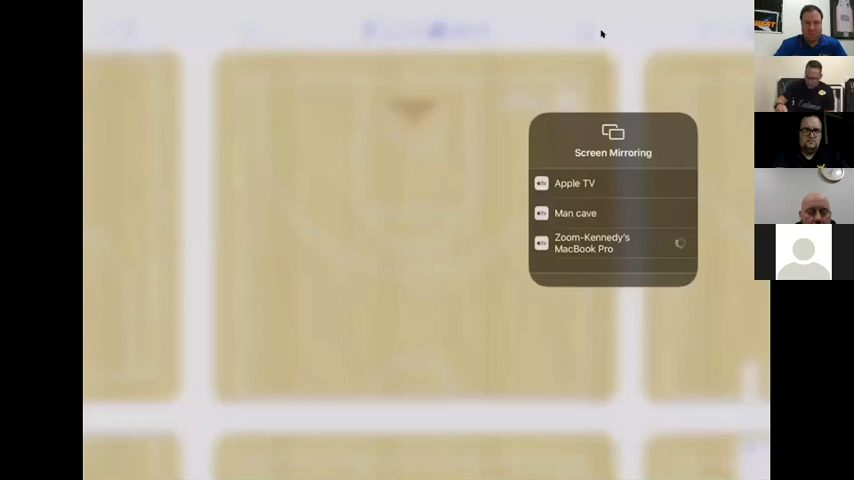 Screen Mirroring
Apple TV
Man cave
Zoom-Kennedy's
MacBook Pro